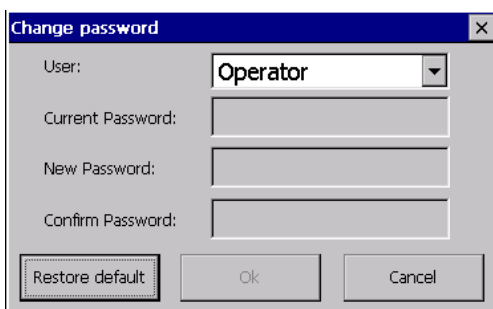 Change password
User:
Operator
Current Password:
New Password:
Confirm Password:
Restore default
Ok
Cancel